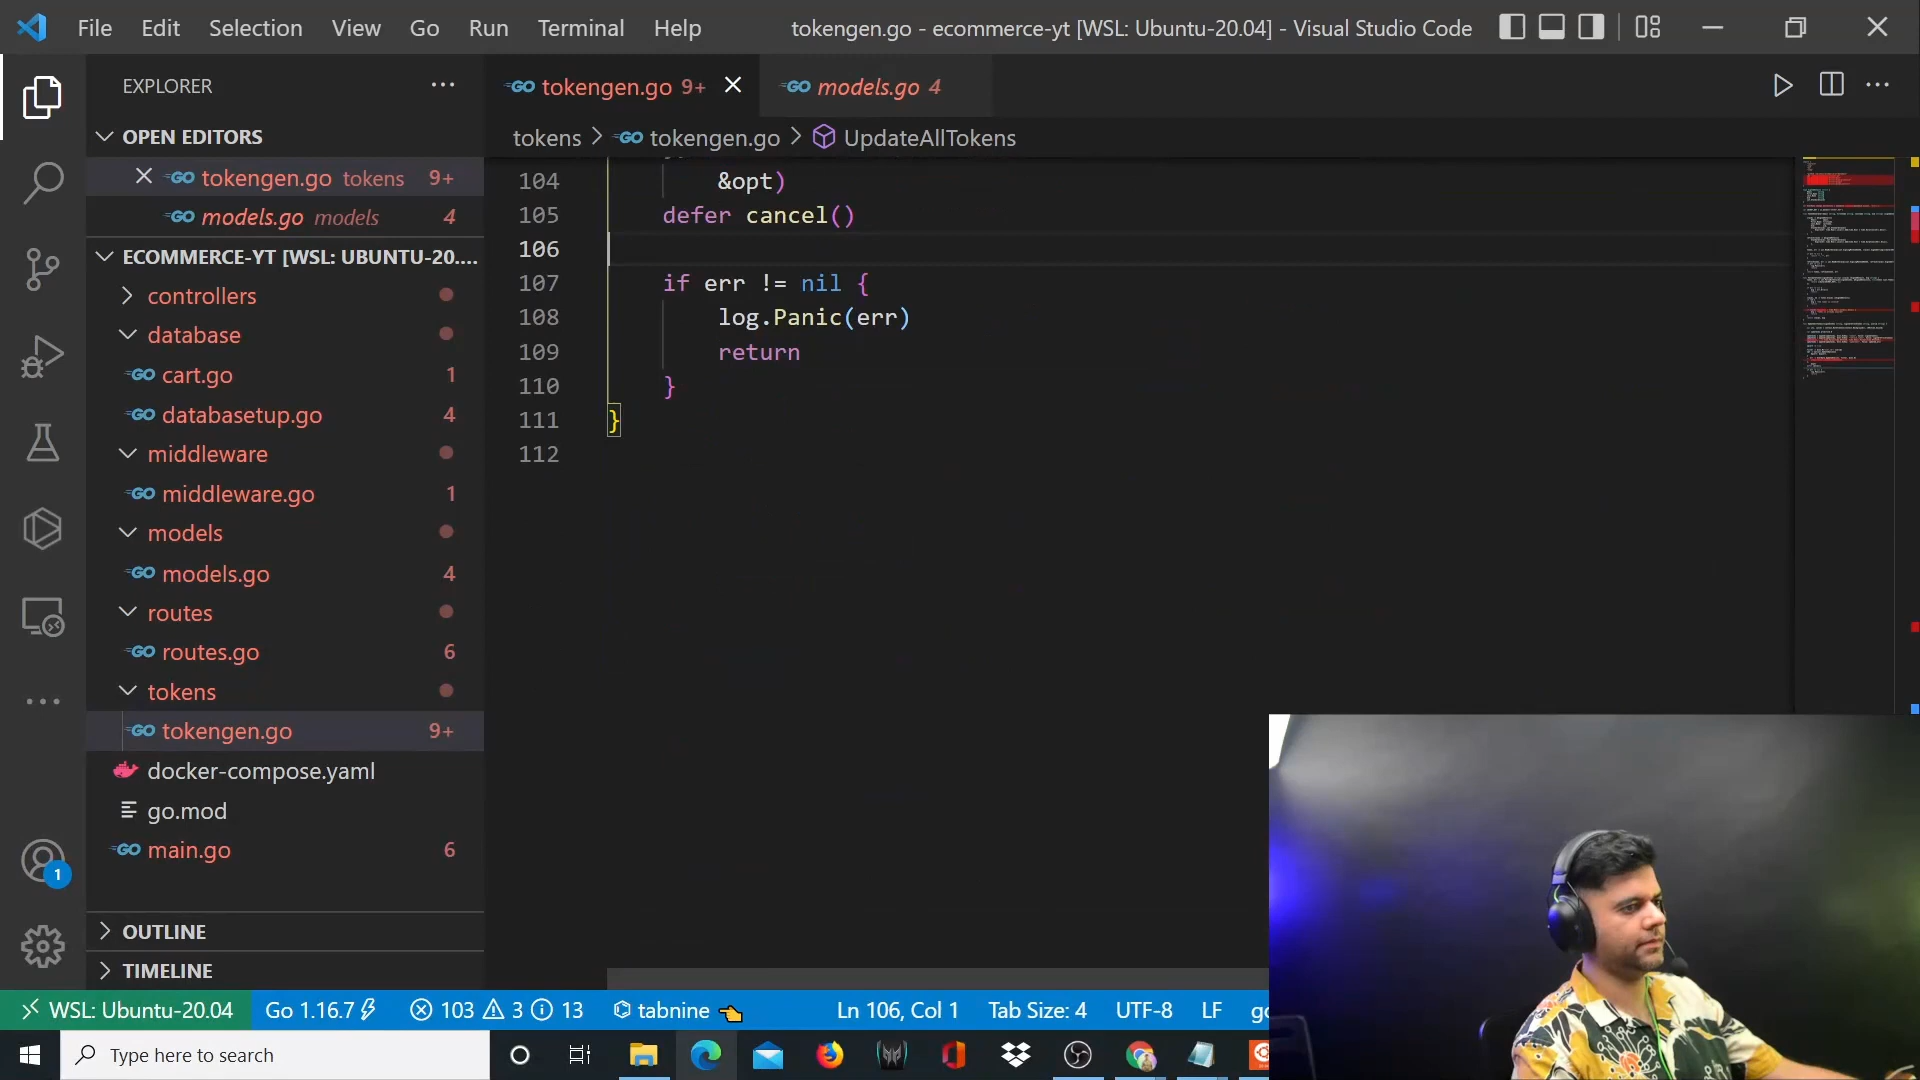 File Edit Selection View Go Run Terminal Help
tokengen.go - ecommerce-yt [WSL: Ubuntu-20.04] - Visual Studio Code
EXPLORER
OPEN EDITORS
tokengen.go tokens 9+
models.go models 4
ECOMMERCE-YT [WSL: UBUNTU-20....
controllers
database
cart.go 1
databasetup.go 4
middleware
middleware.go 1
models
models.go 4
routes
routes.go 6
tokens
tokengen.go 9+
docker-compose.yaml
go.mod
main.go 6
OUTLINE
TIMELINE
tokengen.go 9+
models.go 4
tokens > tokengen.go > UpdateAllTokens
104 &opt)
105 defer cancel()
106
107 if err != nil {
108 log.Panic(err)
109 return
110 }
111 }
112
1
WSL: Ubuntu-20.04 Go 1.16.7 103 3 13 tabnine Ln 106, Col 1 Tab Size: 4 UTF-8 LF
Type here to search